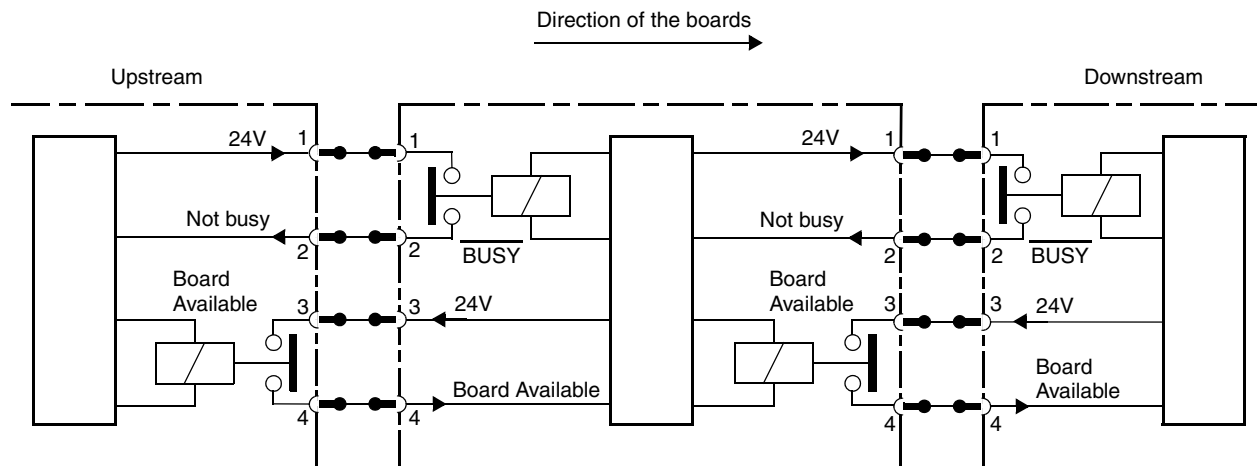 Direction of the boards
Upstream
Downstream
24V
1
1
24V
1
1
Not busy
2
2
BUSY
Not busy
2
2
BUSY
Board
Available
3
3
24V
Board
Available
3
3
24V
4
4
Board Available
4
4
Board
Available